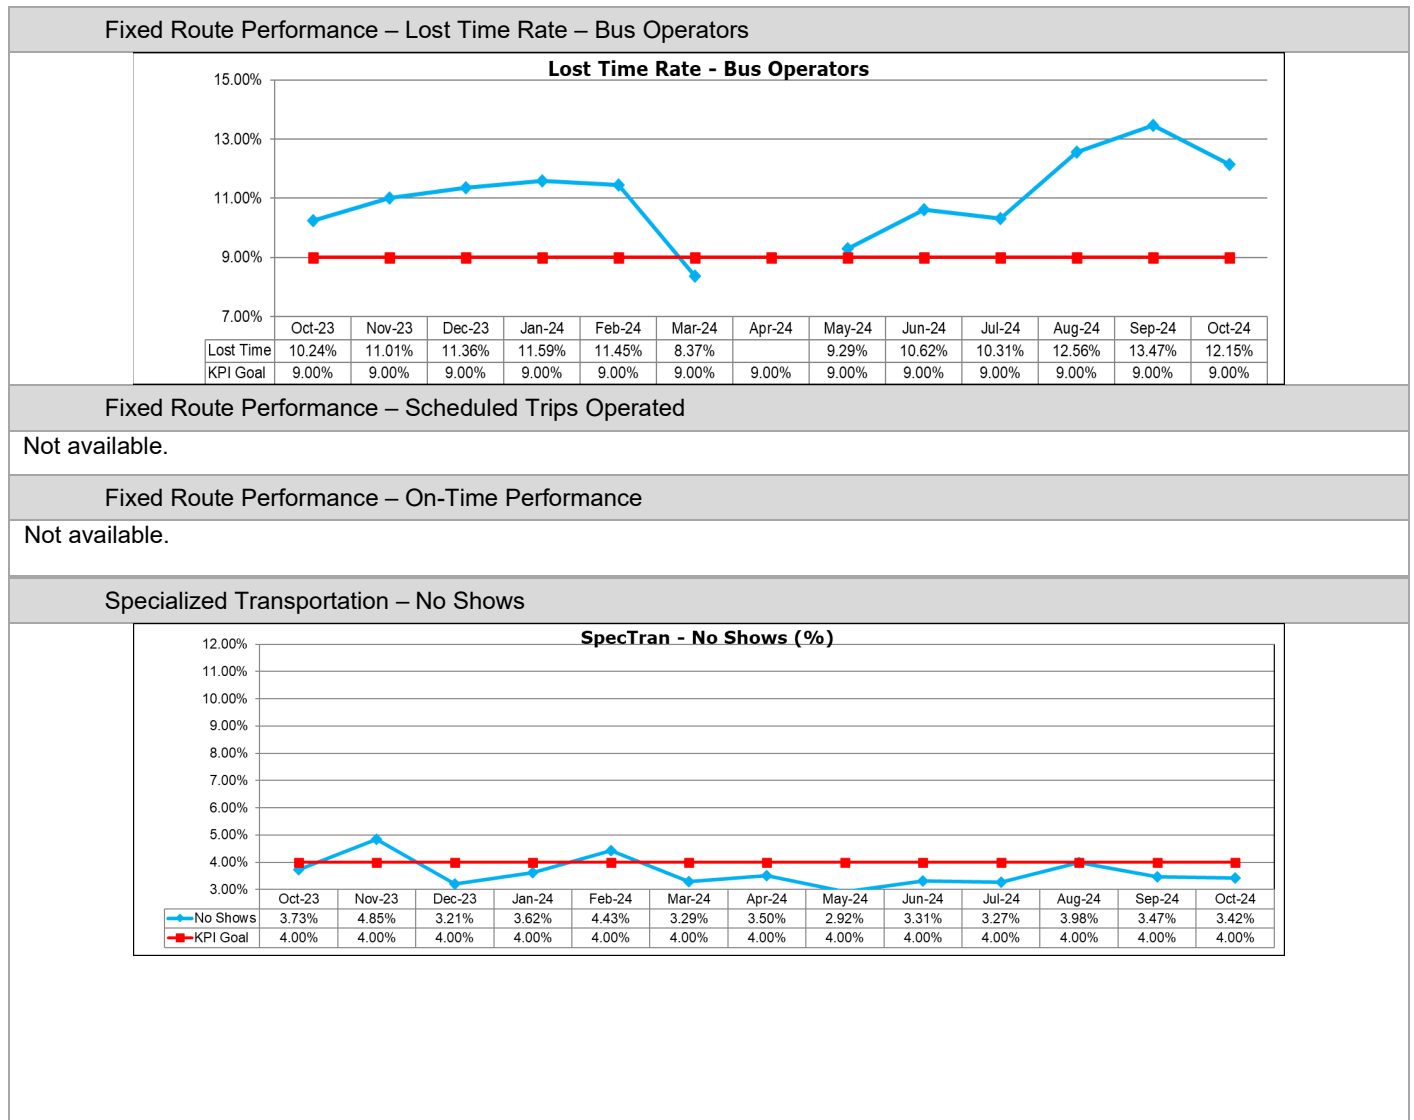 Fixed Route Performance – Lost Time Rate – Bus Operators
Lost Time Rate - Bus Operators
15.00%
13.00%
11.00%
9.00%
7.00%
Oct-23 Nov-23 Dec-23 Jan-24 Feb-24 Mar-24 Apr-24 May-24 Jun-24 Jul-24 Aug-24 Sep-24 Oct-24
Lost Time 10.24% 11.01% 11.36% 11.59% 11.45% 8.37% 9.29% 10.62% 10.31% 12.56% 13.47% 12.15%
KPI Goal 9.00% 9.00% 9.00% 9.00% 9.00% 9.00% 9.00% 9.00% 9.00% 9.00% 9.00% 9.00% 9.00%
Fixed Route Performance – Scheduled Trips Operated
Not available.
Fixed Route Performance – On-Time Performance
Not available.
Specialized Transportation – No Shows
SpecTran - No Shows (%)
12.00%
11.00%
10.00%
9.00%
8.00%
7.00%
6.00%
5.00%
4.00%
3.00%
Oct-23 Nov-23 Dec-23 Jan-24 Feb-24 Mar-24 Apr-24 May-24 Jun-24 Jul-24 Aug-24 Sep-24 Oct-24
No Shows 3.73% 4.85% 3.21% 3.62% 4.43% 3.29% 3.50% 2.92% 3.31% 3.27% 3.98% 3.47% 3.42%
KPI Goal 4.00% 4.00% 4.00% 4.00% 4.00% 4.00% 4.00% 4.00% 4.00% 4.00% 4.00% 4.00% 4.00%